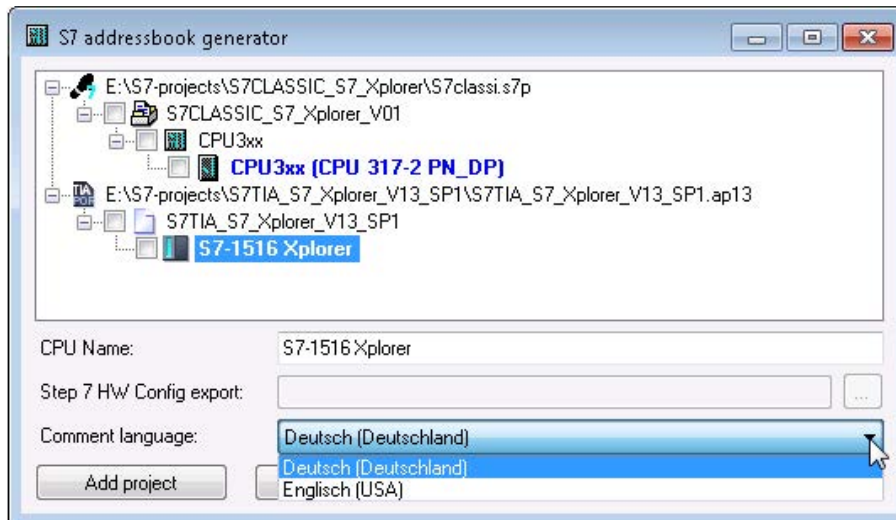 S7 addressbook generator
E:\S7-projects\S7CLASSIC_S7_Xplorer\S7classi.s7p
S7CLASSIC_S7_Xplorer_V01
CPU3xx
CPU3xx (CPU 317-2 PN_DP)
E:\S7-projects\S7TIA_S7_Xplorer_V13_SP1\S7TIA_S7_Xplorer_V13_SP1.ap13
S7TIA_S7_Xplorer_V13_SP1
S7-1516 Xplorer
CPU Name: S7-1516 Xplorer
Step 7 HW Config export: ...
Comment language: Deutsch (Deutschland)
Deutsch (Deutschland)
Add project
Englisch (USA)